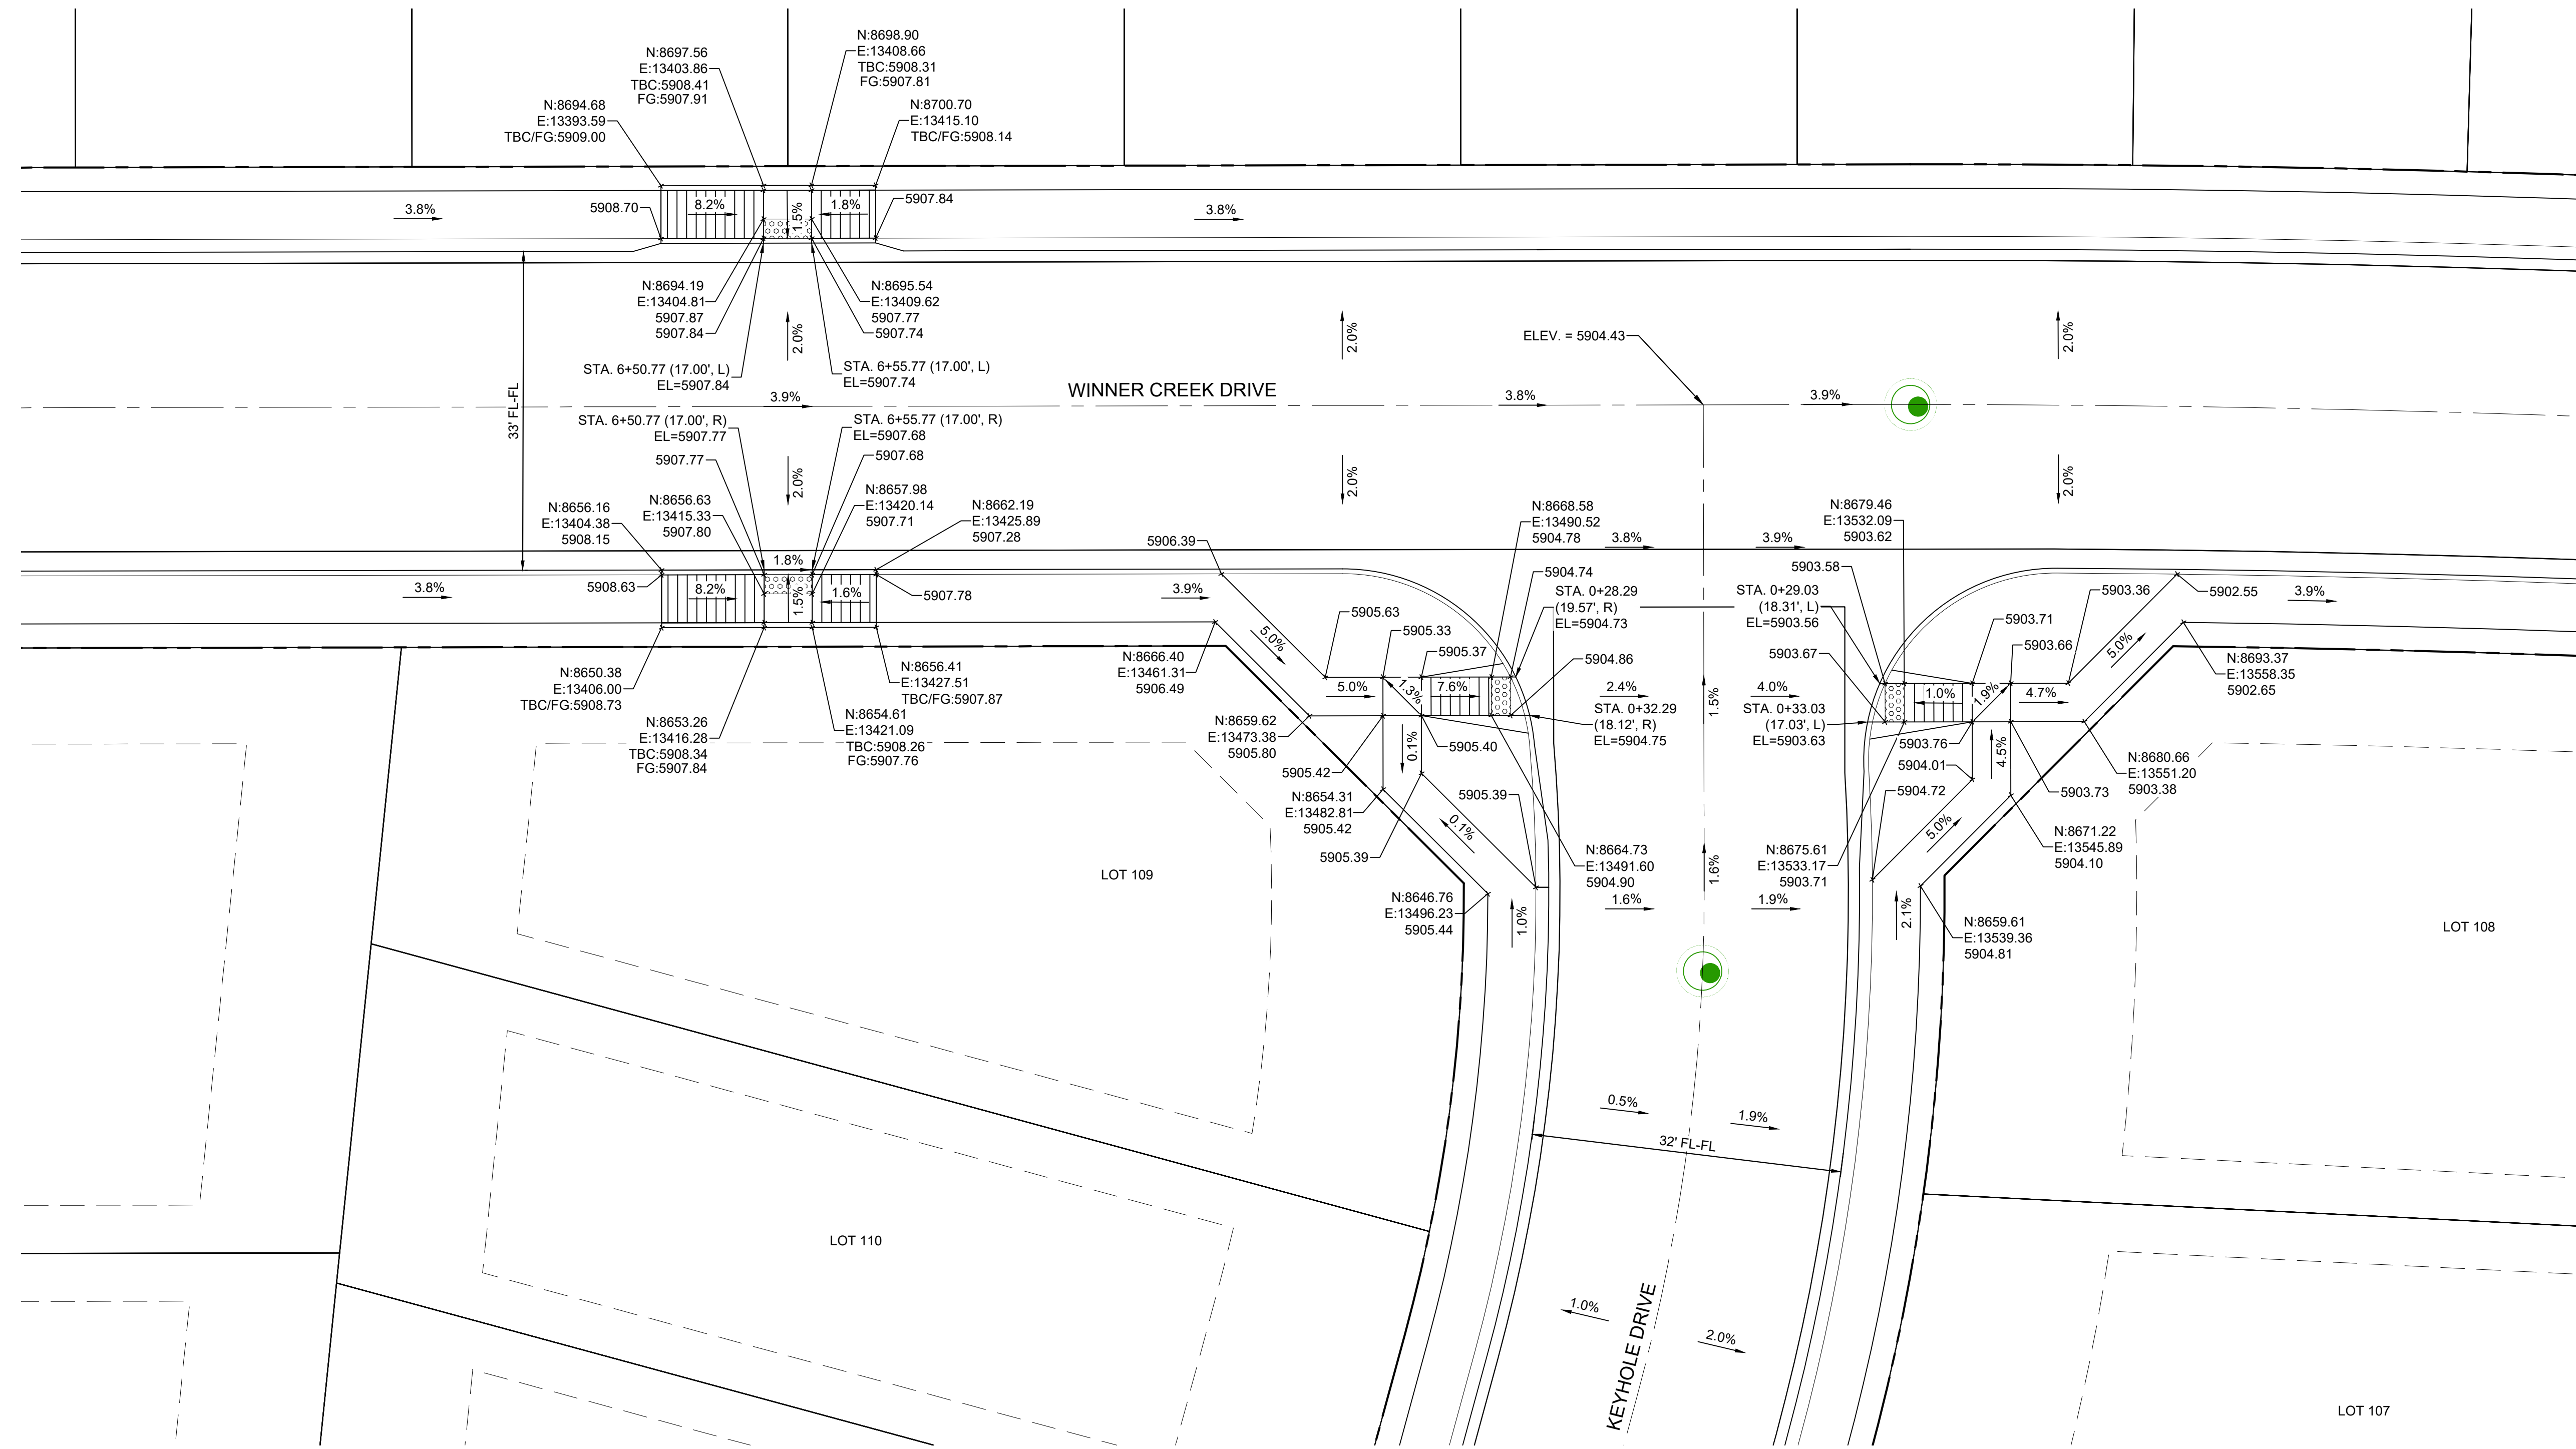 N:8697.56
E:13403.86
TBC:5908.41
FG:5907.91
N:8698.90
E:13408.66
TBC:5908.31
FG:5907.81
N:8694.68
E:13393.59
TBC/FG:5909.00
N:8700.70
E:13415.10
TBC/FG:5908.14
3.8%
5908.70
8.2%
1.5%
1.8%
5907.84
3.8%
N:8694.19
E:13404.81
5907.87
5907.84
N:8695.54
E:13409.62
5907.77
5907.74
2.0%
2.0%
2.0%
ELEV. = 5904.43
STA. 6+50.77 (17.00', L)
EL=5907.84
STA. 6+55.77 (17.00', L)
EL=5907.74
33' FL-FL
3.9%
WINNER CREEK DRIVE
3.8%
3.9%
STA. 6+50.77 (17.00', R)
EL=5907.77
STA. 6+55.77 (17.00', R)
EL=5907.68
5907.77
5907.68
2.0%
2.0%
2.0%
N:8656.16
E:13404.38
5908.15
N:8656.63
E:13415.33
5907.80
N:8657.98
E:13420.14
5907.71
N:8662.19
E:13425.89
5907.28
5906.39
N:8668.58
E:13490.52
5904.78
3.8%
3.9%
N:8679.46
E:13532.09
5903.62
3.8%
5908.63
8.2%
1.8%
1.5%
1.6%
5907.78
3.9%
5904.74
STA. 0+28.29
(19.57', R)
EL=5904.73
5903.58
STA. 0+29.03
(18.31', L)
EL=5903.56
5903.36
5902.55
3.9%
5905.63
5905.33
5905.37
5903.71
5903.66
5.0%
5.0%
1.3%
7.6%
5904.86
2.4%
4.0%
1.5%
5903.67
1.0%
1.9%
4.7%
5.0%
N:8650.38
E:13406.00
TBC/FG:5908.73
N:8653.26
E:13416.28
TBC:5908.34
FG:5907.84
N:8654.61
E:13421.09
TBC:5908.26
FG:5907.76
N:8656.41
E:13427.51
TBC/FG:5907.87
N:8666.40
E:13461.31
5906.49
N:8659.62
E:13473.38
5905.80
STA. 0+32.29
(18.12', R)
EL=5904.75
STA. 0+33.03
(17.03', L)
EL=5903.63
N:8693.37
E:13558.35
5902.65
0.1%
5905.40
5905.42
5903.76
4.5%
5904.01
5903.73
N:8680.66
E:13551.20
5903.38
N:8654.31
E:13482.81
5905.42
5905.39
0.1%
5905.39
5904.72
5.0%
N:8671.22
E:13545.89
5904.10
N:8664.73
E:13491.60
5904.90
1.6%
N:8675.61
E:13533.17
5903.71
LOT 109
N:8646.76
E:13496.23
5905.44
1.0%
1.6%
1.9%
2.1%
N:8659.61
E:13539.36
5904.81
LOT 108
0.5%
1.9%
32' FL-FL
LOT 110
1.0%
2.0%
KEYHOLE DRIVE
LOT 107